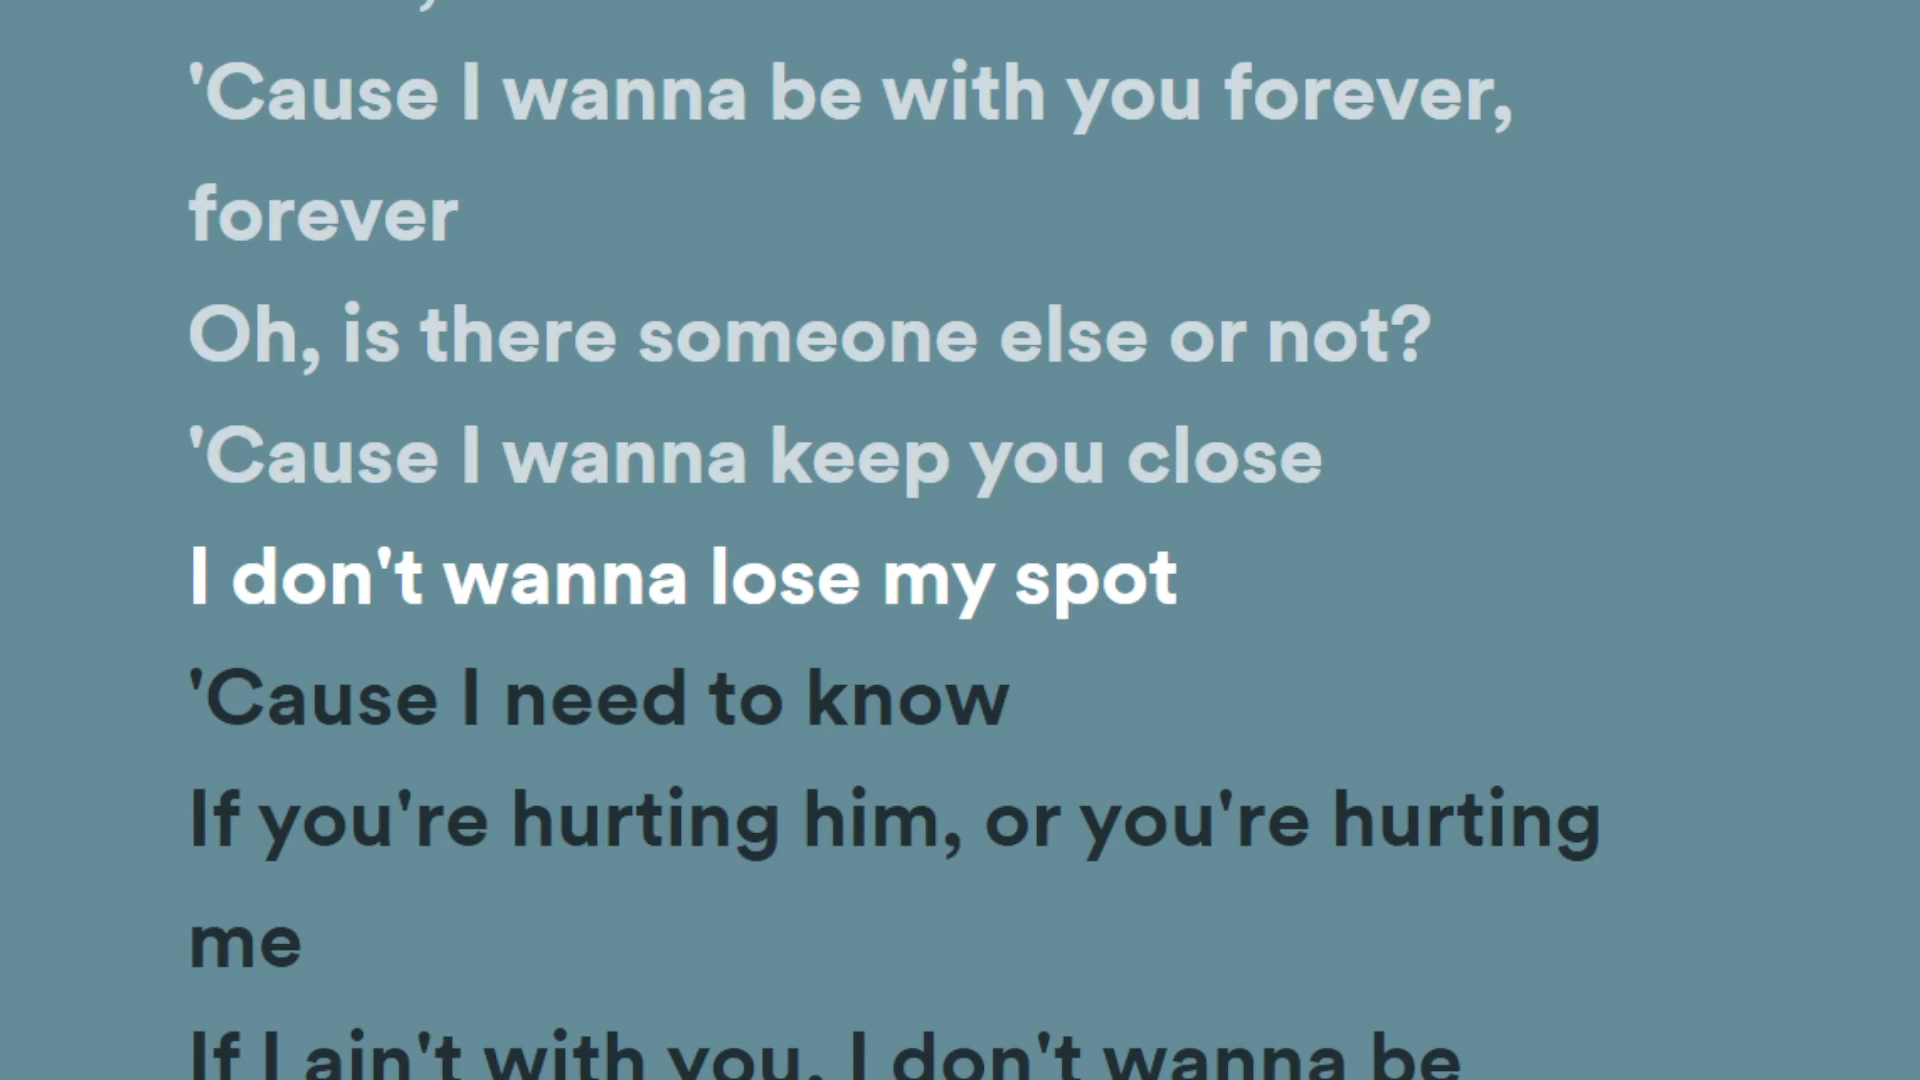 'Cause I wanna be with you forever,
forever
Oh, is there someone else or not?
'Cause I wanna keep you close
I don't wanna lose my spot
'Cause I need to know
If you're hurting him, or you're hurting
me
If I ain't with you, I don't wanna be